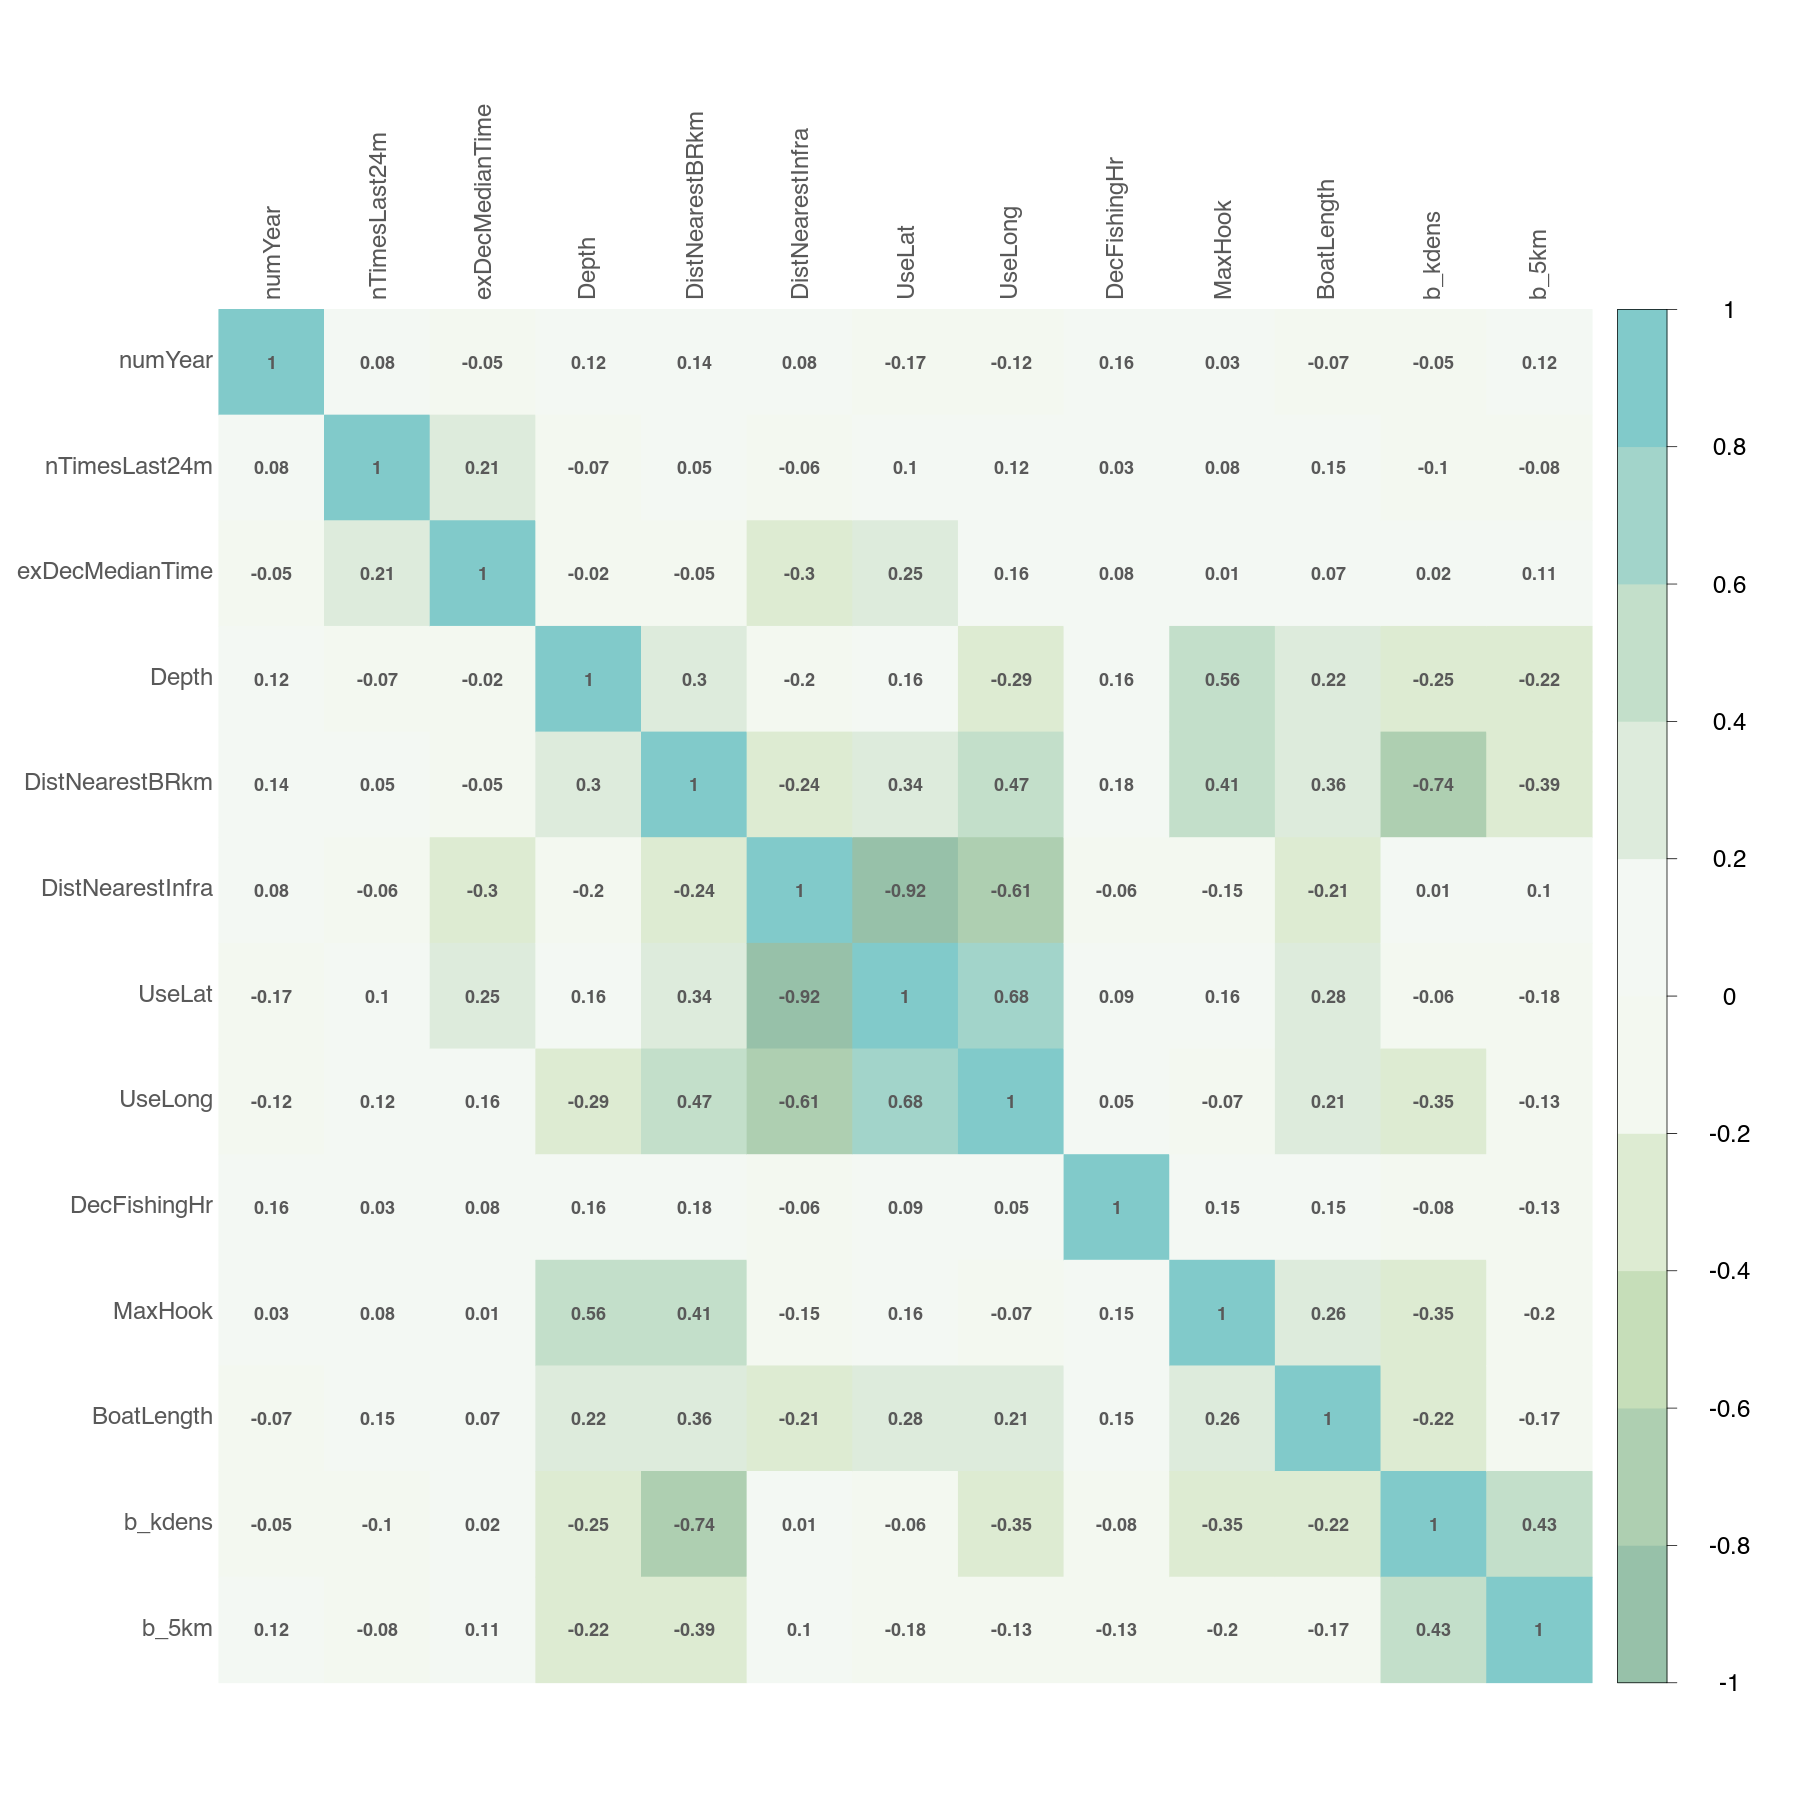 numYear nTimesLast24m exDecMedianTime Depth DistNearestBRkm DistNearestInfra UseLat UseLong DecFishingHr MaxHook BoatLength b_kdens b_5km
numYear 1 0.08 -0.05 0.12 0.14 0.08 -0.17 -0.12 0.16 0.03 -0.07 -0.05 0.12
nTimesLast24m 0.08 1 0.21 -0.07 0.05 -0.06 0.1 0.12 0.03 0.08 0.15 -0.1 -0.08
exDecMedianTime -0.05 0.21 1 -0.02 -0.05 -0.3 0.25 0.16 0.08 0.01 0.07 0.02 0.11
Depth 0.12 -0.07 -0.02 1 0.3 -0.2 0.16 -0.29 0.16 0.56 0.22 -0.25 -0.22
DistNearestBRkm 0.14 0.05 -0.05 0.3 1 -0.24 0.34 0.47 0.18 0.41 0.36 -0.74 -0.39
DistNearestInfra 0.08 -0.06 -0.3 -0.2 -0.24 1 -0.92 -0.61 -0.06 -0.15 -0.21 0.01 0.1
UseLat -0.17 0.1 0.25 0.16 0.34 -0.92 1 0.68 0.09 0.16 0.28 -0.06 -0.18
UseLong -0.12 0.12 0.16 -0.29 0.47 -0.61 0.68 1 0.05 -0.07 0.21 -0.35 -0.13
DecFishingHr 0.16 0.03 0.08 0.16 0.18 -0.06 0.09 0.05 1 0.15 0.15 -0.08 -0.13
MaxHook 0.03 0.08 0.01 0.56 0.41 -0.15 0.16 -0.07 0.15 1 0.26 -0.35 -0.2
BoatLength -0.07 0.15 0.07 0.22 0.36 -0.21 0.28 0.21 0.15 0.26 1 -0.22 -0.17
b_kdens -0.05 -0.1 0.02 -0.25 -0.74 0.01 -0.06 -0.35 -0.08 -0.35 -0.22 1 0.43
b_5km 0.12 -0.08 0.11 -0.22 -0.39 0.1 -0.18 -0.13 -0.13 -0.2 -0.17 0.43 1
1
0.8
0.6
0.4
0.2
0
-0.2
-0.4
-0.6
-0.8
-1